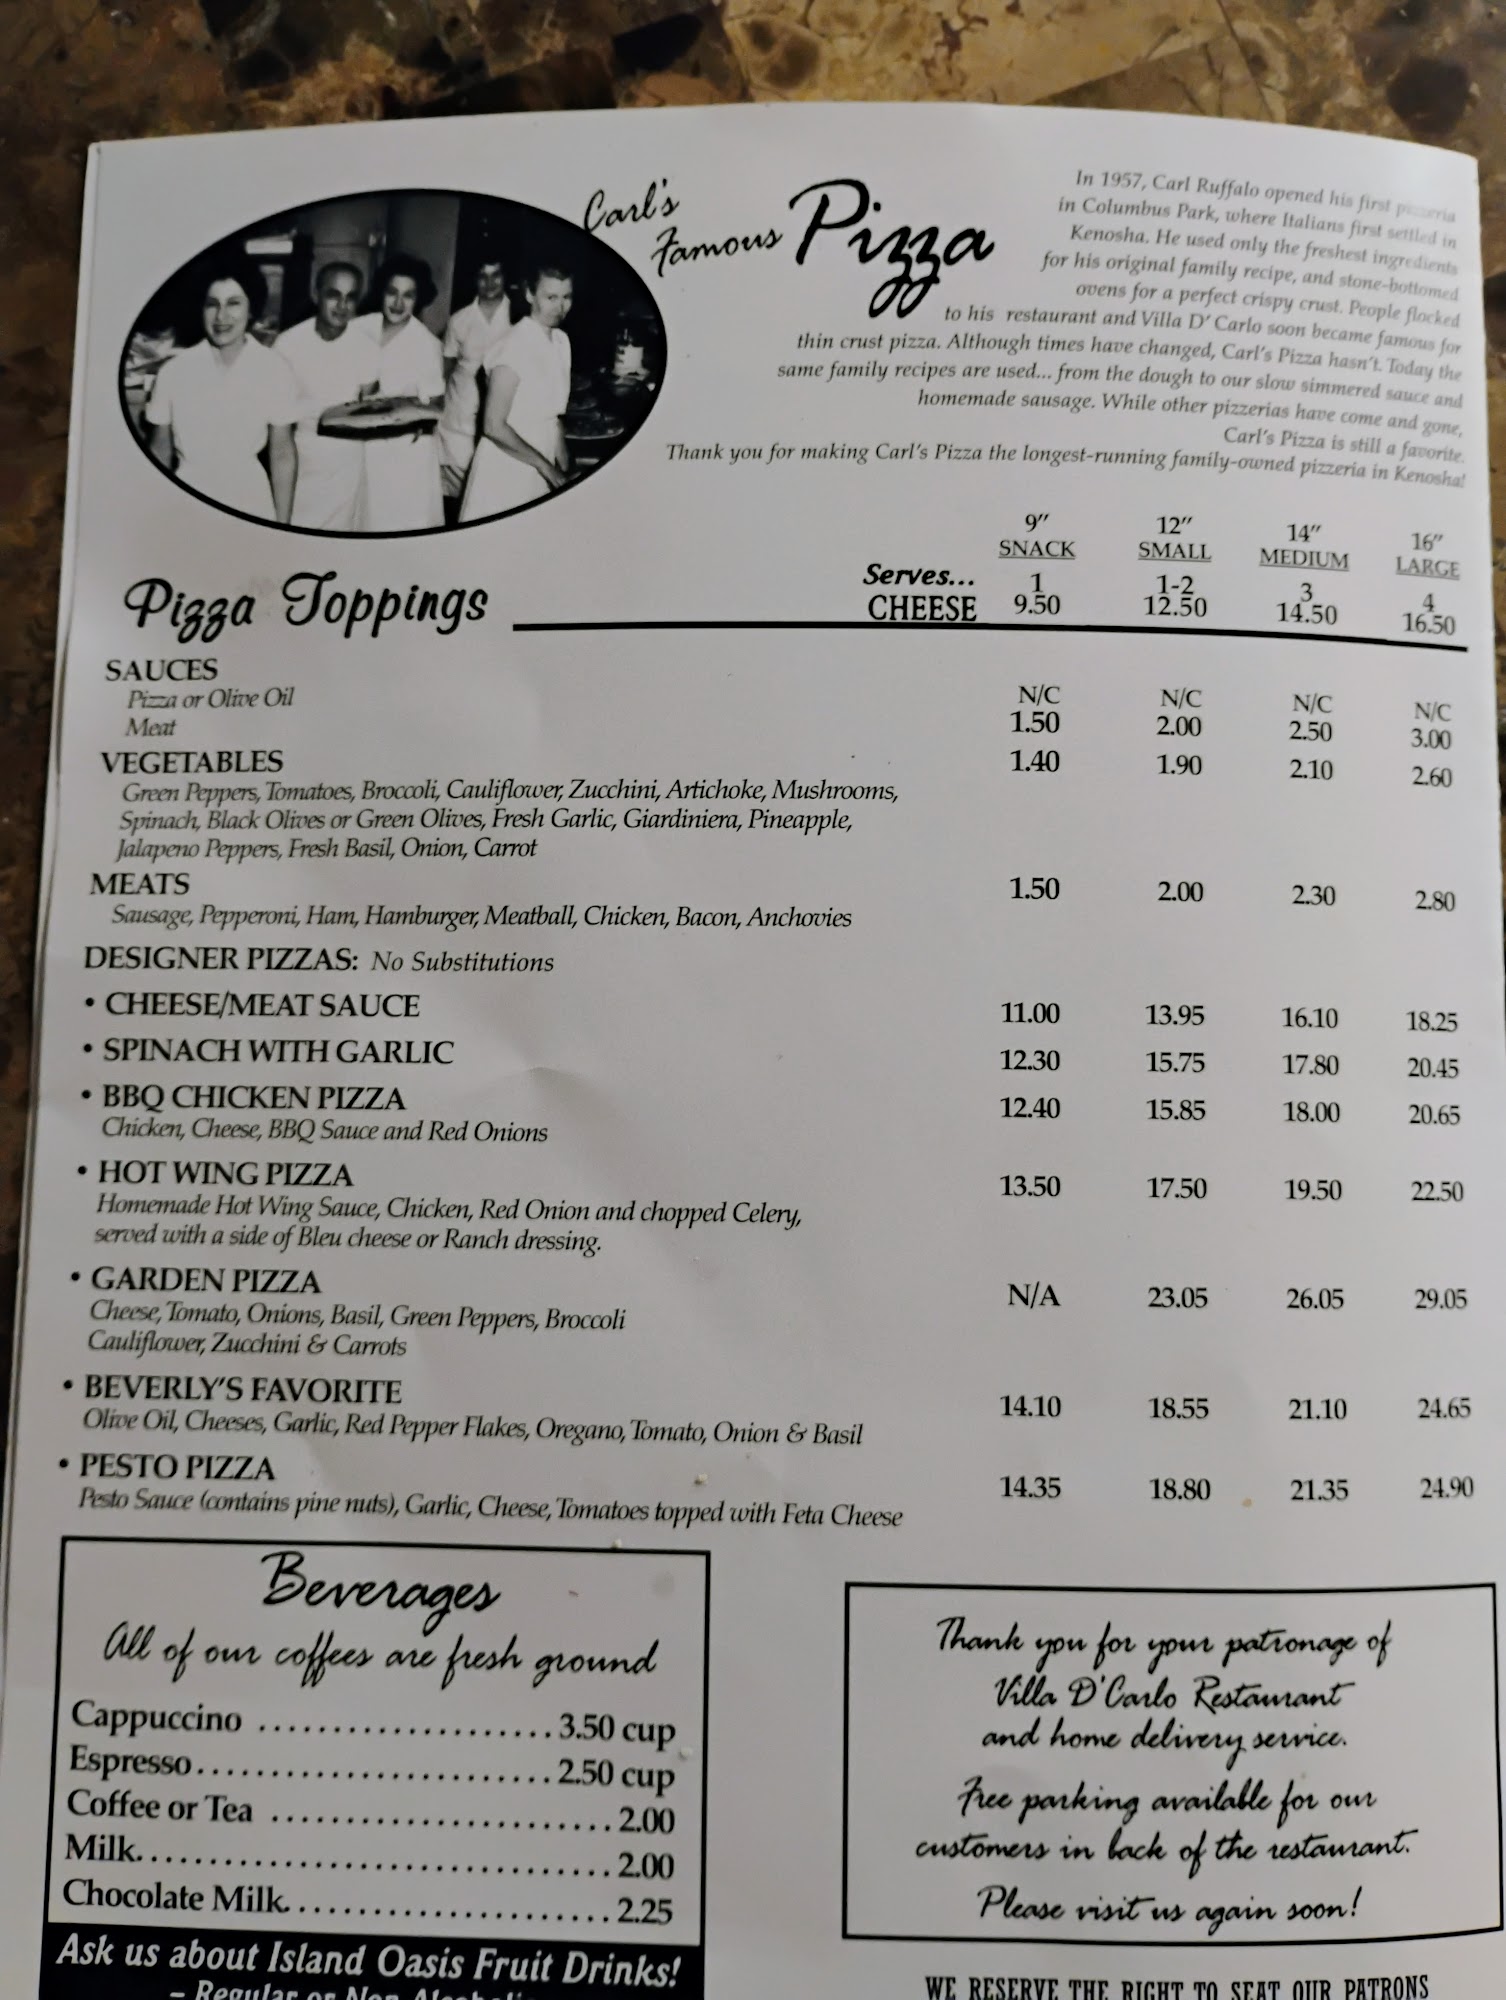 Carl's
Famous Pizza
In 1957, Carl Ruffalo opened his first pizzeria
in Columbus Park, where Italians first settled in
Kenosha. He used only the freshest ingredients
for his original family recipe, and stone-bottomed
ovens for a perfect crispy crust. People flocked
to his restaurant and Villa D' Carlo soon became famous for
thin crust pizza. Although times have changed, Carl's Pizza hasn't. Today the
same family recipes are used... from the dough to our slow simmered sauce and
homemade sausage. While other pizzerias have come and gone,
Carl's Pizza is still a favorite.
Thank you for making Carl's Pizza the longest-running family-owned pizzeria in Kenosha!
9" 12" 14" 16"
SNACK SMALL MEDIUM LARGE
Serves... 1 1-2 3 4
CHEESE 9.50 12.50 14.50 16.50
Pizza Toppings
SAUCES
Pizza or Olive Oil N/C N/C N/C N/C
Meat 1.50 2.00 2.50 3.00
VEGETABLES 1.40 1.90 2.10 2.60
Green Peppers, Tomatoes, Broccoli, Cauliflower, Zucchini, Artichoke, Mushrooms,
Spinach, Black Olives or Green Olives, Fresh Garlic, Giardiniera, Pineapple,
Jalapeno Peppers, Fresh Basil, Onion, Carrot
MEATS 1.50 2.00 2.30 2.80
Sausage, Pepperoni, Ham, Hamburger, Meatball, Chicken, Bacon, Anchovies
DESIGNER PIZZAS: No Substitutions
• CHEESE/MEAT SAUCE 11.00 13.95 16.10 18.25
• SPINACH WITH GARLIC 12.30 15.75 17.80 20.45
• BBQ CHICKEN PIZZA 12.40 15.85 18.00 20.65
Chicken, Cheese, BBQ Sauce and Red Onions
• HOT WING PIZZA 13.50 17.50 19.50 22.50
Homemade Hot Wing Sauce, Chicken, Red Onion and chopped Celery,
served with a side of Bleu cheese or Ranch dressing.
• GARDEN PIZZA N/A 23.05 26.05 29.05
Cheese, Tomato, Onions, Basil, Green Peppers, Broccoli
Cauliflower, Zucchini & Carrots
• BEVERLY'S FAVORITE 14.10 18.55 21.10 24.65
Olive Oil, Cheeses, Garlic, Red Pepper Flakes, Oregano, Tomato, Onion & Basil
• PESTO PIZZA 14.35 18.80 21.35 24.90
Pesto Sauce (contains pine nuts), Garlic, Cheese, Tomatoes topped with Feta Cheese
Beverages
All of our coffees are fresh ground
Cappuccino ..................... 3.50 cup
Espresso......................... 2.50 cup
Coffee or Tea ........................ 2.00
Milk................................. 2.00
Chocolate Milk....................... 2.25
Ask us about Island Oasis Fruit Drinks!
– Regular or Non
Thank you for your patronage of
Villa D'Carlo Restaurant
and home delivery service.
Free parking available for our
customers in back of the restaurant.
Please visit us again soon!
WE RESERVE THE RIGHT TO SEAT OUR PATRONS